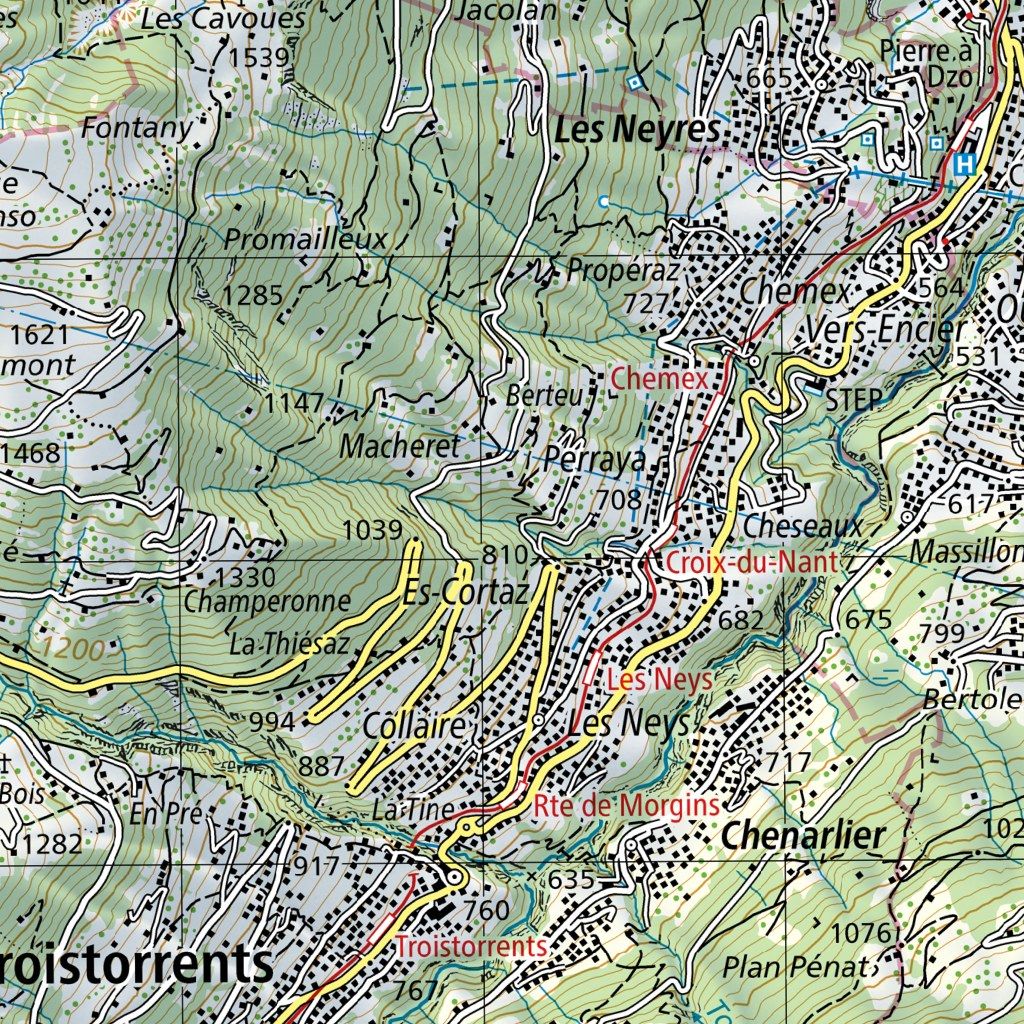 Les Cavoues
Jacolan
1539
Pierre à
Dzo
665
Fontany
Les Neyres
H
Promailleux
Properaz
1285
727
Chemex
564
1621
mont
Vers-Encier
531
Chemex
Berteu
STEP
1147
1468
Macheret
Perraya
708
617
1039
Cheseaux
810
Croix-du-Nant
Massillon
1330
Champeronne
Es-Cortaz
682
675
799
La-Thiésaz
1200
Les Neys
Bertole
994
Collaire
Les Neys
887
717
Bois
En Pré
La-Tine
Rte de Morgins
1282
Chenarlier
102
917
635
760
1076
Troistorrents
roistorrents
Plan Pénat
767